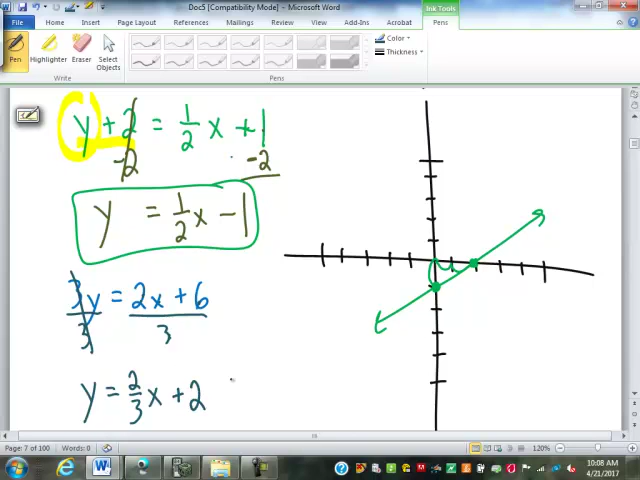 Doc5 [Compatibility Mode] - Microsoft Word
Ink Tools
File Home Insert Page Layout References Mailings Review View Add-Ins Acrobat Pens
Pen Highlighter Eraser Select Objects
Color
Thickness
Write Pens
y + 2 = 1/2 x + 1
-2 -2
y = 1/2 x - 1
3y = 2x + 6
3 3
y = 2/3 x + 2
Page: 7 of 100 Words: 0 120%
10:08 AM
4/21/2017